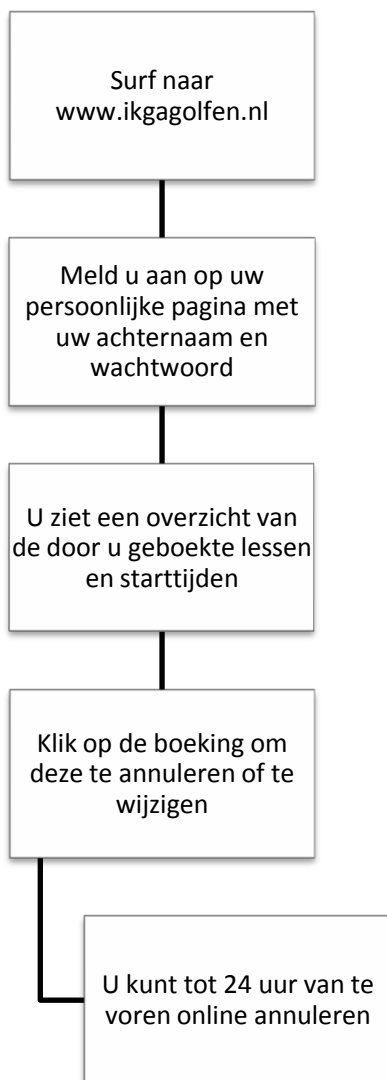 Surf naar
www.ikgagolfen.nl
Meld u aan op uw
persoonlijke pagina met
uw achternaam en
wachtwoord
U ziet een overzicht van
de door u geboekte lessen
en starttijden
Klik op de boeking om
deze te annuleren of te
wijzigen
U kunt tot 24 uur van te
voren online annuleren